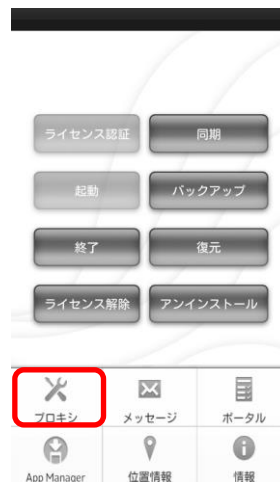 ライセンス認証 同期
起動 バックアップ
終了 復元
ライセンス解除 アンインストール
プロキシ メッセージ ポータル
App Manager 位置情報 情報